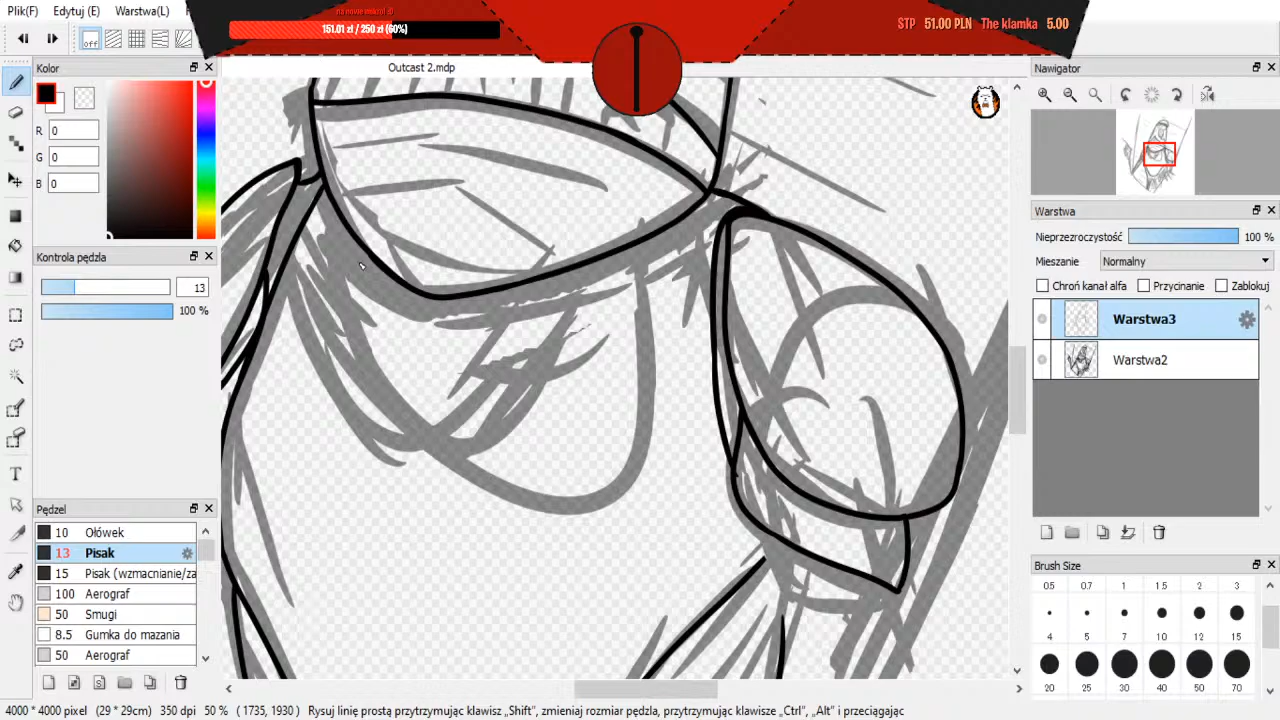 Plik(F) Edytuj (E) Warstwa(L)
151.01 zł / 250 zł (60%)
STP 51.00 PLN The klamka 5.00
off
Kolor
Outcast 2.mdp
Nawigator
R 0
G 0
B 0
Warstwa
Nieprzezroczystość 100 %
Kontrola pędzla
Mieszanie Normalny
13
Chroń kanał alfa Przycinanie Zablokuj
100 %
Warstwa3
Warstwa2
T
Pędzel
10 Ołówek
13 Pisak
15 Pisak (wzmacnianie/za
100 Aerograf
50 Smugi
8.5 Gumka do mazania
50 Aerograf
Brush Size
0.5 0.7 1 1.5 2 3
4 5 7 10 12 15
20 25 30 40 50 70
4000 * 4000 pixel (29 * 29cm) 350 dpi 50 % ( 1735, 1930 ) Rysuj linię prostą przytrzymując klawisz „Shift", zmieniaj rozmiar pędzla, przytrzymując klawisze „Ctrl", „Alt" i przeciągając